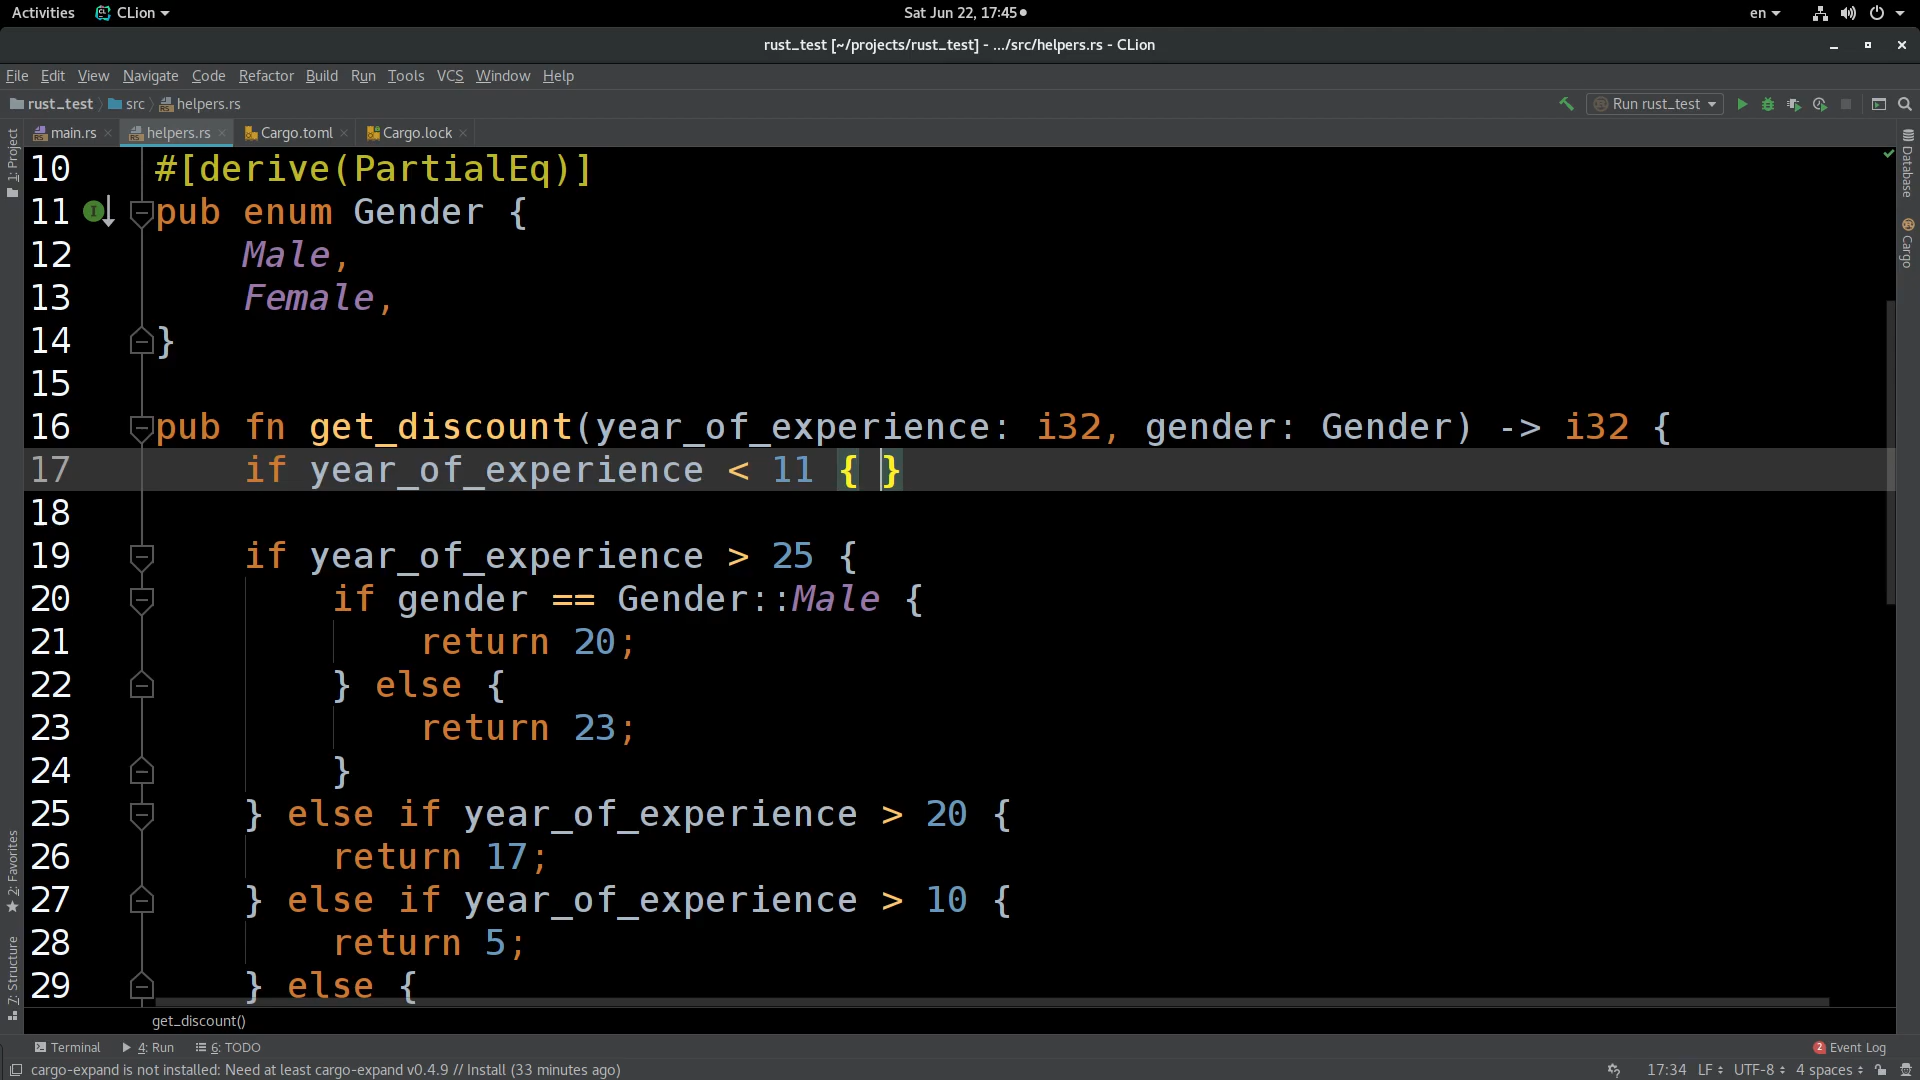 Activities CLion Sat Jun 22, 17:45 en
rust_test [~/projects/rust_test] - .../src/helpers.rs - CLion
File Edit View Navigate Code Refactor Build Run Tools VCS Window Help
rust_test src helpers.rs Run rust_test
main.rs helpers.rs Cargo.toml Cargo.lock
1: Project
2: Favorites
7: Structure
10 #[derive(PartialEq)]
11 pub enum Gender {
12 Male,
13 Female,
14 }
15
16 pub fn get_discount(year_of_experience: i32, gender: Gender) -> i32 {
17 if year_of_experience < 11 { }
18
19 if year_of_experience > 25 {
20 if gender == Gender::Male {
21 return 20;
22 } else {
23 return 23;
24 }
25 } else if year_of_experience > 20 {
26 return 17;
27 } else if year_of_experience > 10 {
28 return 5;
29 } else {
Database
Cargo
get_discount()
Terminal 4: Run 6: TODO 2 Event Log
cargo-expand is not installed: Need at least cargo-expand v0.4.9 // Install (33 minutes ago) 17:34 LF UTF-8 4 spaces